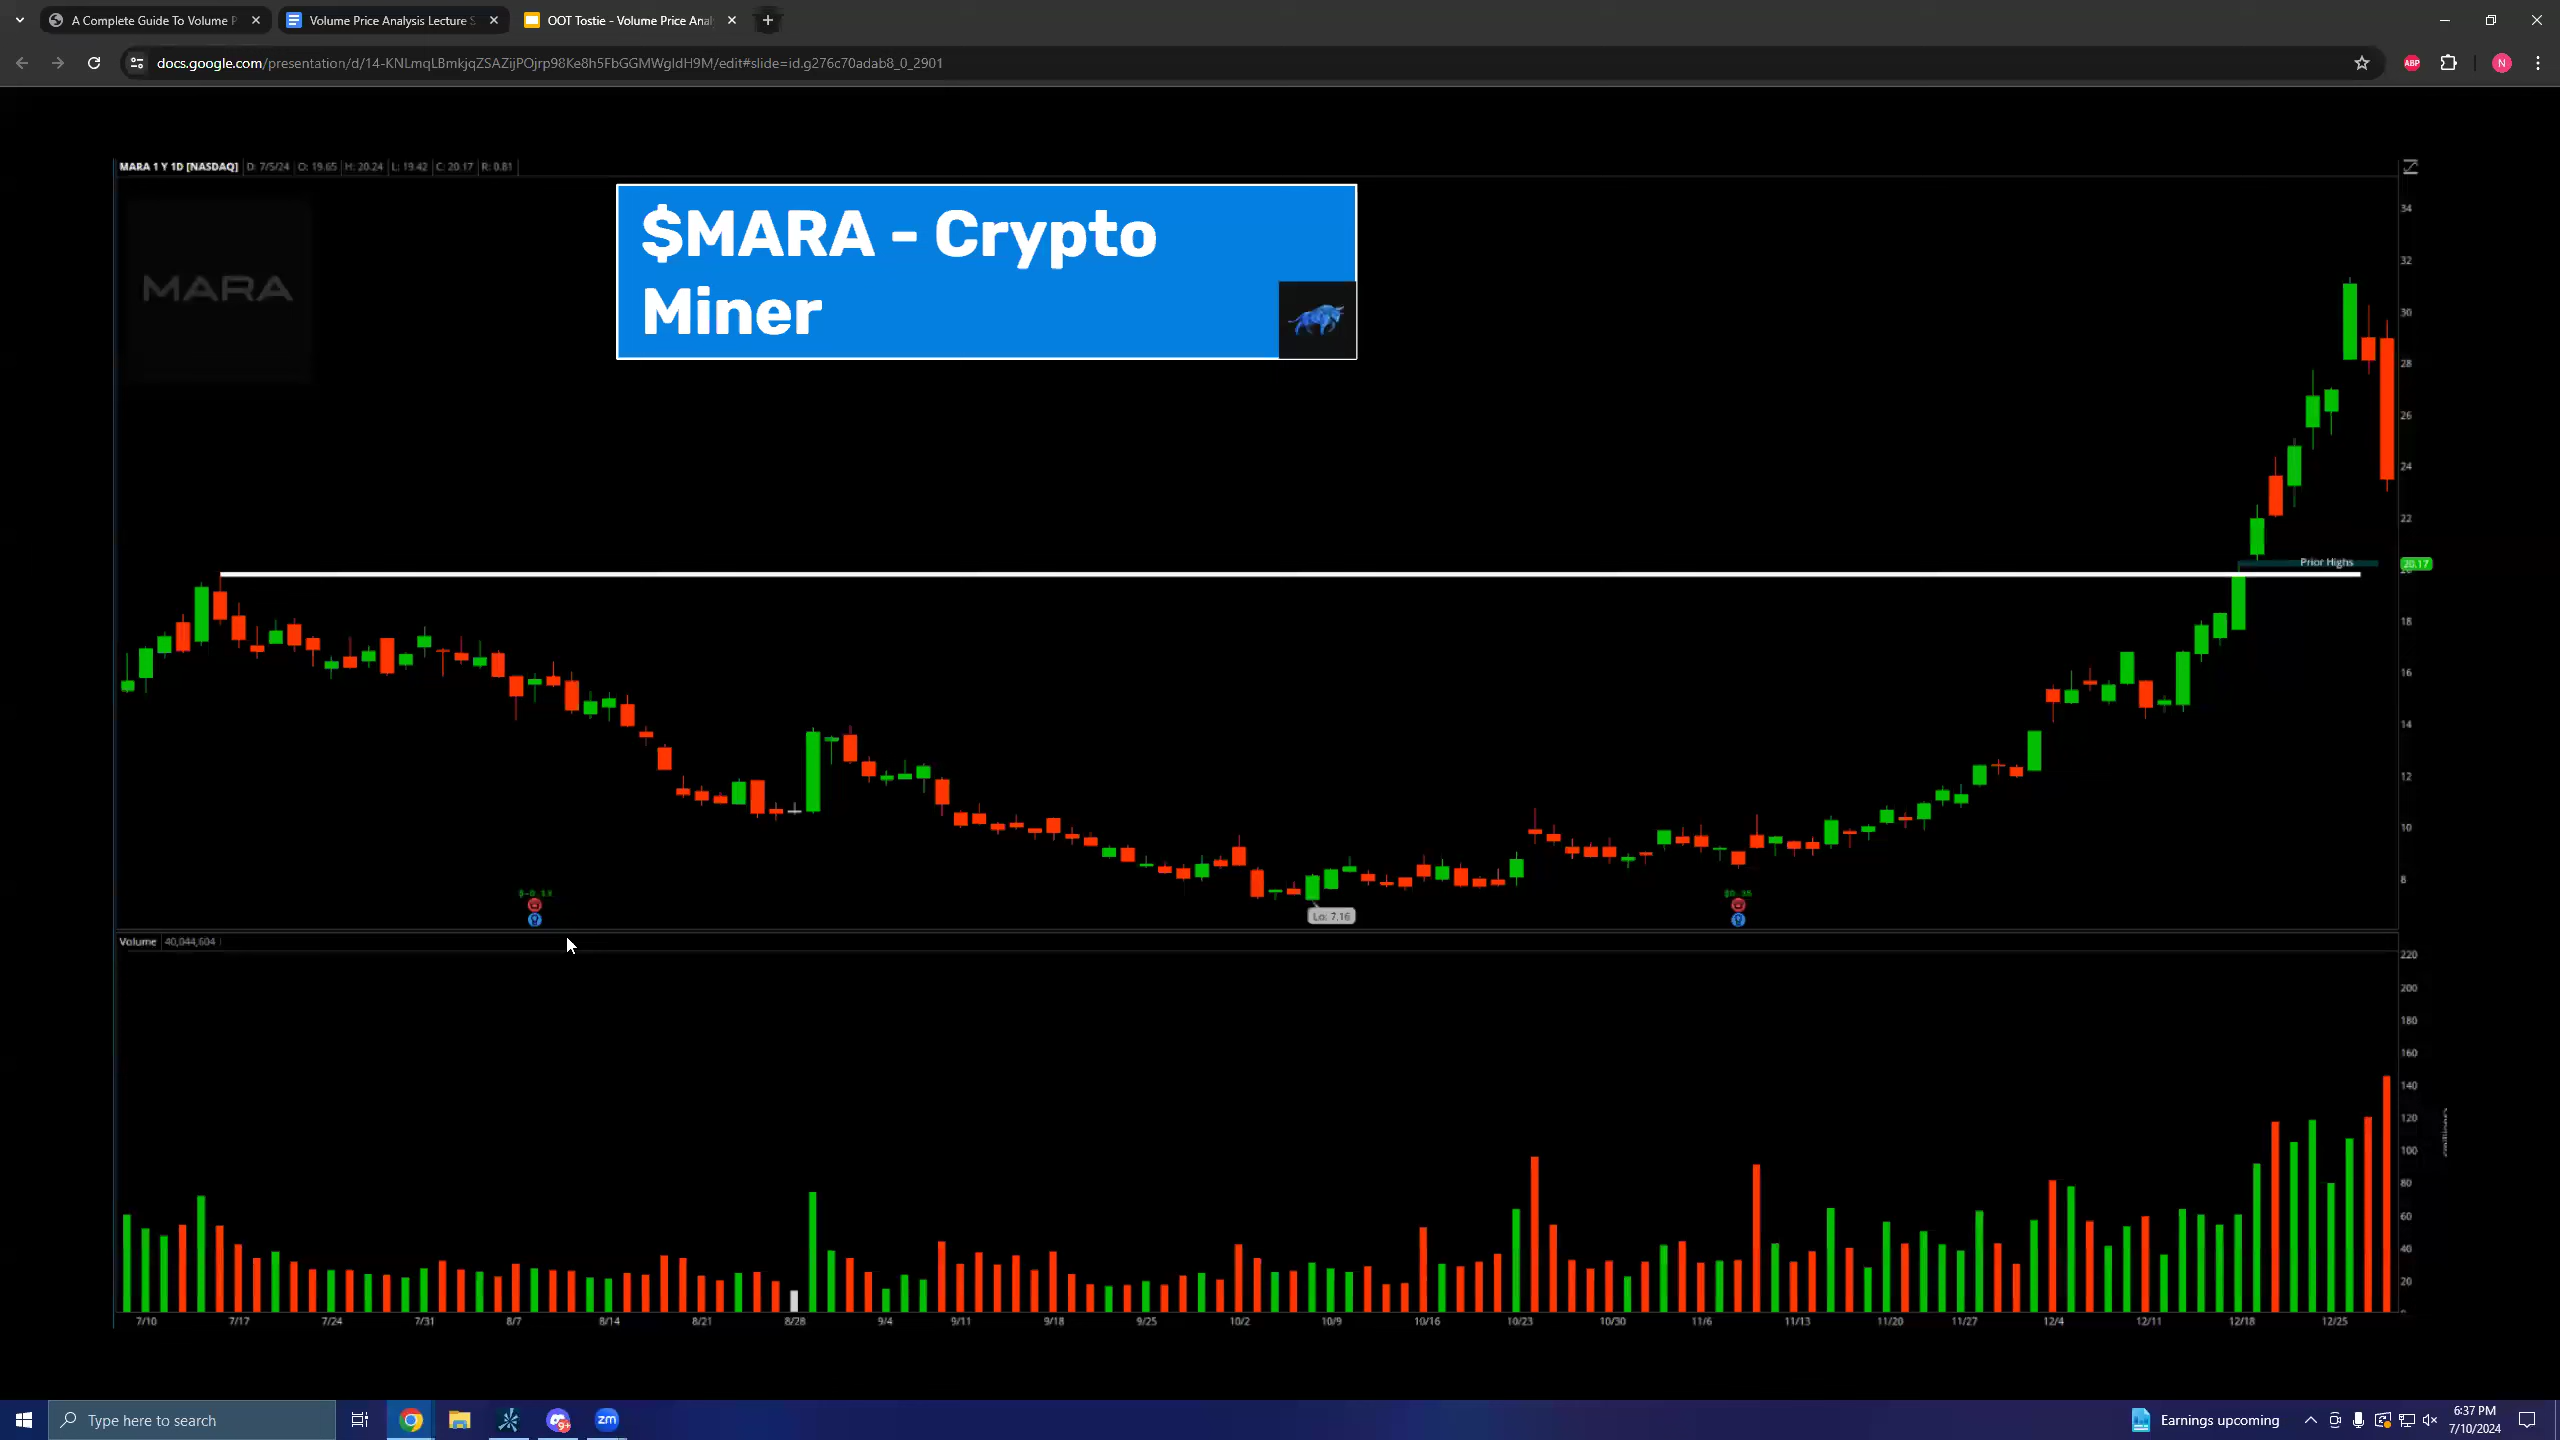 A Complete Guide To Volume P
Volume Price Analysis Lecture S
OOT Tostie - Volume Price Anal
docs.google.com/presentation/d/14-KNLmqLBmkjqZSAZijPOjrp98Ke8h5FbGGMWgIdH9M/edit#slide=id.g276c70adab8_0_2901
ABP
N
MARA 1 Y 1D [NASDAQ] D: 7/5/24 O: 19.65 H: 20.24 L: 19.42 C: 20.17 R: 0.81
$MARA - Crypto
Miner
MARA
34
32
30
28
26
24
22
Prior Highs
20.17
18
16
14
12
10
8
$0.38
Lo: 7.16
Volume 40,044,604
220
200
180
160
140
120
100
80
60
40
20
7/10 7/17 7/24 7/31 8/7 8/14 8/21 8/28 9/4 9/11 9/18 9/25 10/2 10/9 10/16 10/23 10/30 11/6 11/13 11/20 11/27 12/4 12/11 12/18 12/25
Type here to search
9+
zm
Earnings upcoming
6:37 PM
7/10/2024